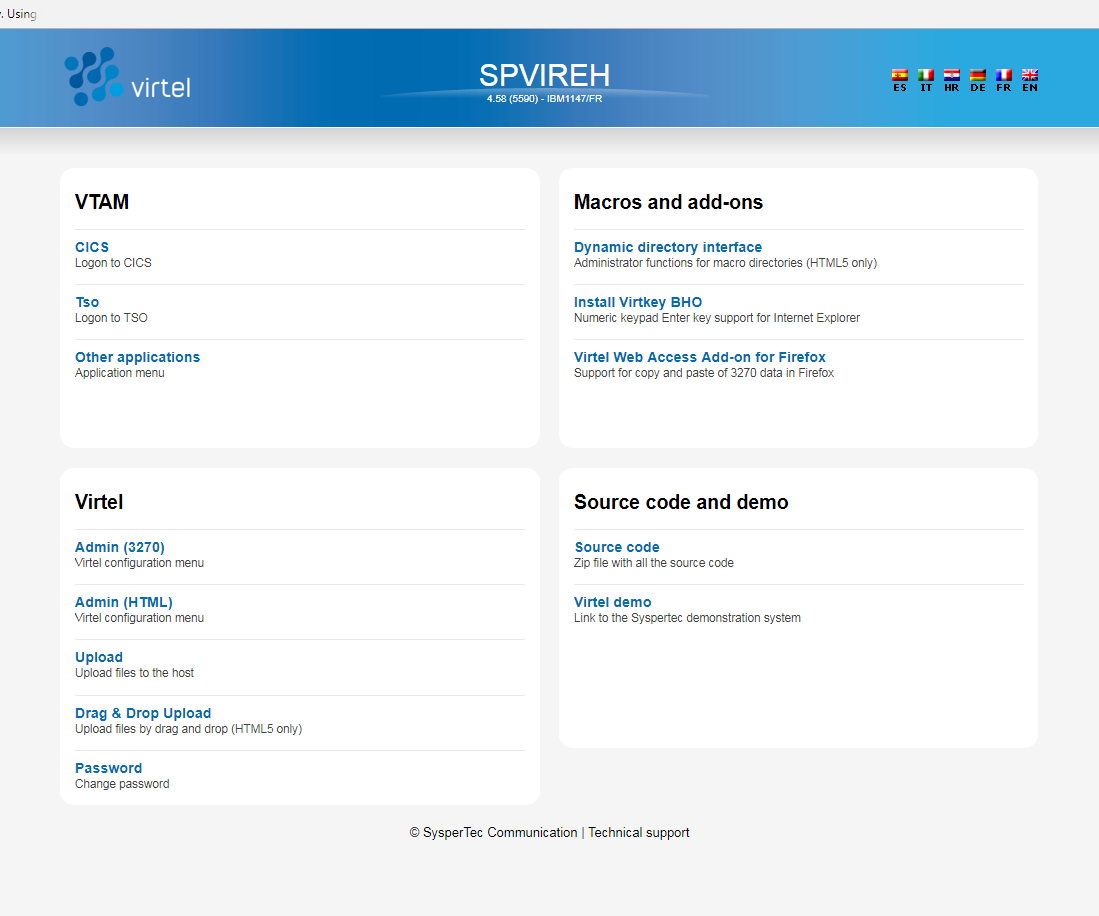 . Using
virtel
SPVIREH
4.58 (5590) - IBM1147/FR
ES IT HR DE FR EN
VTAM
CICS
Logon to CICS
Tso
Logon to TSO
Other applications
Application menu
Macros and add-ons
Dynamic directory interface
Administrator functions for macro directories (HTML5 only)
Install Virtkey BHO
Numeric keypad Enter key support for Internet Explorer
Virtel Web Access Add-on for Firefox
Support for copy and paste of 3270 data in Firefox
Virtel
Admin (3270)
Virtel configuration menu
Admin (HTML)
Virtel configuration menu
Upload
Upload files to the host
Drag & Drop Upload
Upload files by drag and drop (HTML5 only)
Password
Change password
Source code and demo
Source code
Zip file with all the source code
Virtel demo
Link to the Syspertec demonstration system
© SysperTec Communication | Technical support